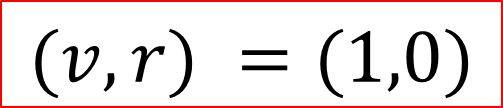 (v, r) = (1,0)